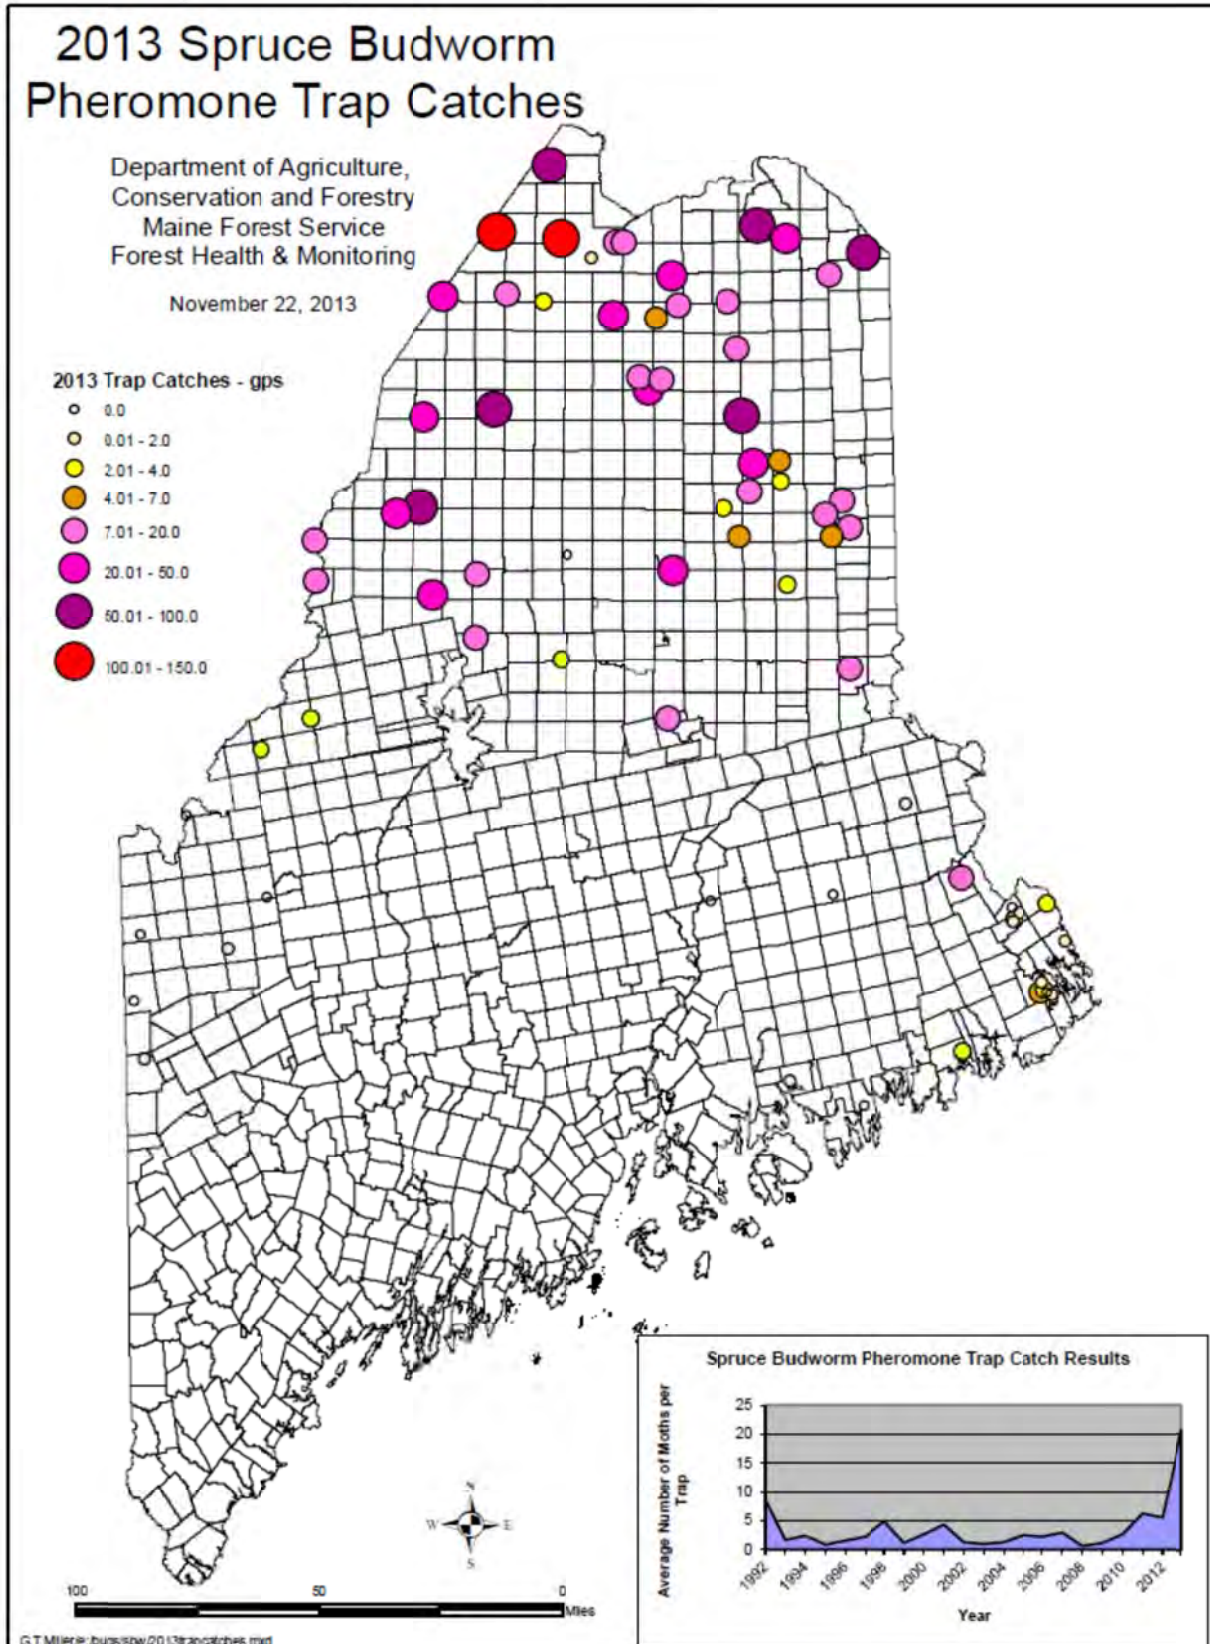 2013 Spruce Budworm
Pheromone Trap Catches
Department of Agriculture,
Conservation and Forestry
Maine Forest Service
Forest Health & Monitoring
November 22, 2013
2013 Trap Catches - gps
0.0
0.01 - 2.0
2.01 - 4.0
4.01 - 7.0
7.01 - 20.0
20.01 - 50.0
50.01 - 100.0
100.01 - 150.0
N
W E
S
100 50 0
Miles
Spruce Budworm Pheromone Trap Catch Results
Average Number of Moths per
Trap
25
20
15
10
5
0
1992 1994 1996 1998 2000 2002 2004 2006 2008 2010 2012
Year